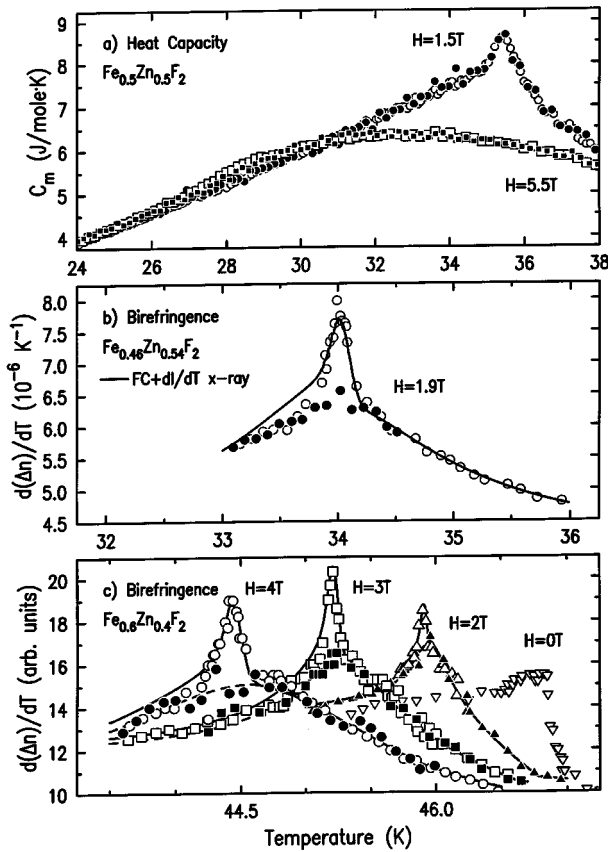 a) Heat Capacity
Fe0.5Zn0.5F2
H=1.5T
H=5.5T
Cm (J/mole·K)
9
8
7
6
5
4
24 26 28 30 32 34 36 38
b) Birefringence
Fe0.46Zn0.54F2
FC+dI/dT x-ray
H=1.9T
d(Δn)/dT (10⁻⁶ K⁻¹)
8.0
7.5
7.0
6.5
6.0
5.5
5.0
4.5
32 33 34 35 36
c) Birefringence
Fe0.6Zn0.4F2
H=4T
H=3T
H=2T
H=0T
d(Δn)/dT (arb. units)
20
18
16
14
12
10
44.5 46.0
Temperature (K)